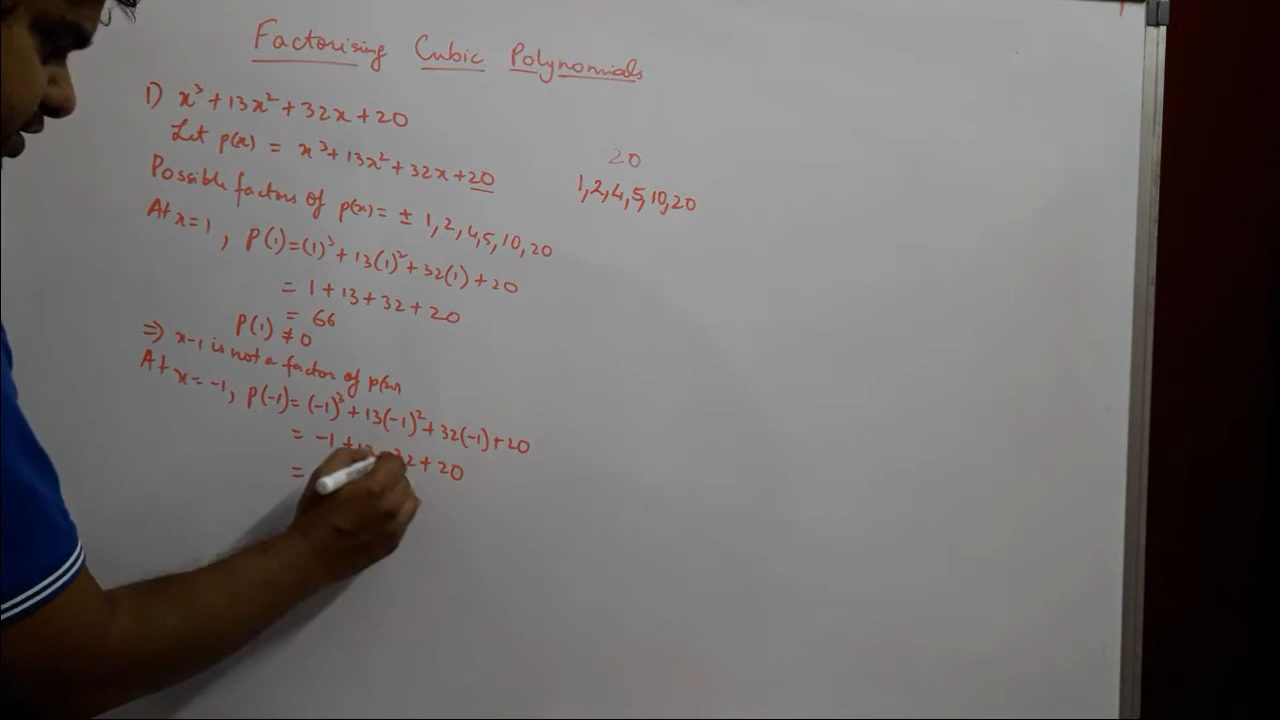 Factorising Cubic Polynomials
1) x³ + 13x² + 32x + 20
Let p(x) = x³ + 13x² + 32x + 20
20
1, 2, 4, 5, 10, 20
Possible factors of p(x) = ± 1, 2, 4, 5, 10, 20
At x = 1, P(1) = (1)³ + 13(1)² + 32(1) + 20
= 1 + 13 + 32 + 20
= 66
P(1) ≠ 0
⇒ x-1 is not a factor of p(x)
At x = -1, P(-1) = (-1)³ + 13(-1)² + 32(-1) + 20
= -1 + 13 - 32 + 20
=